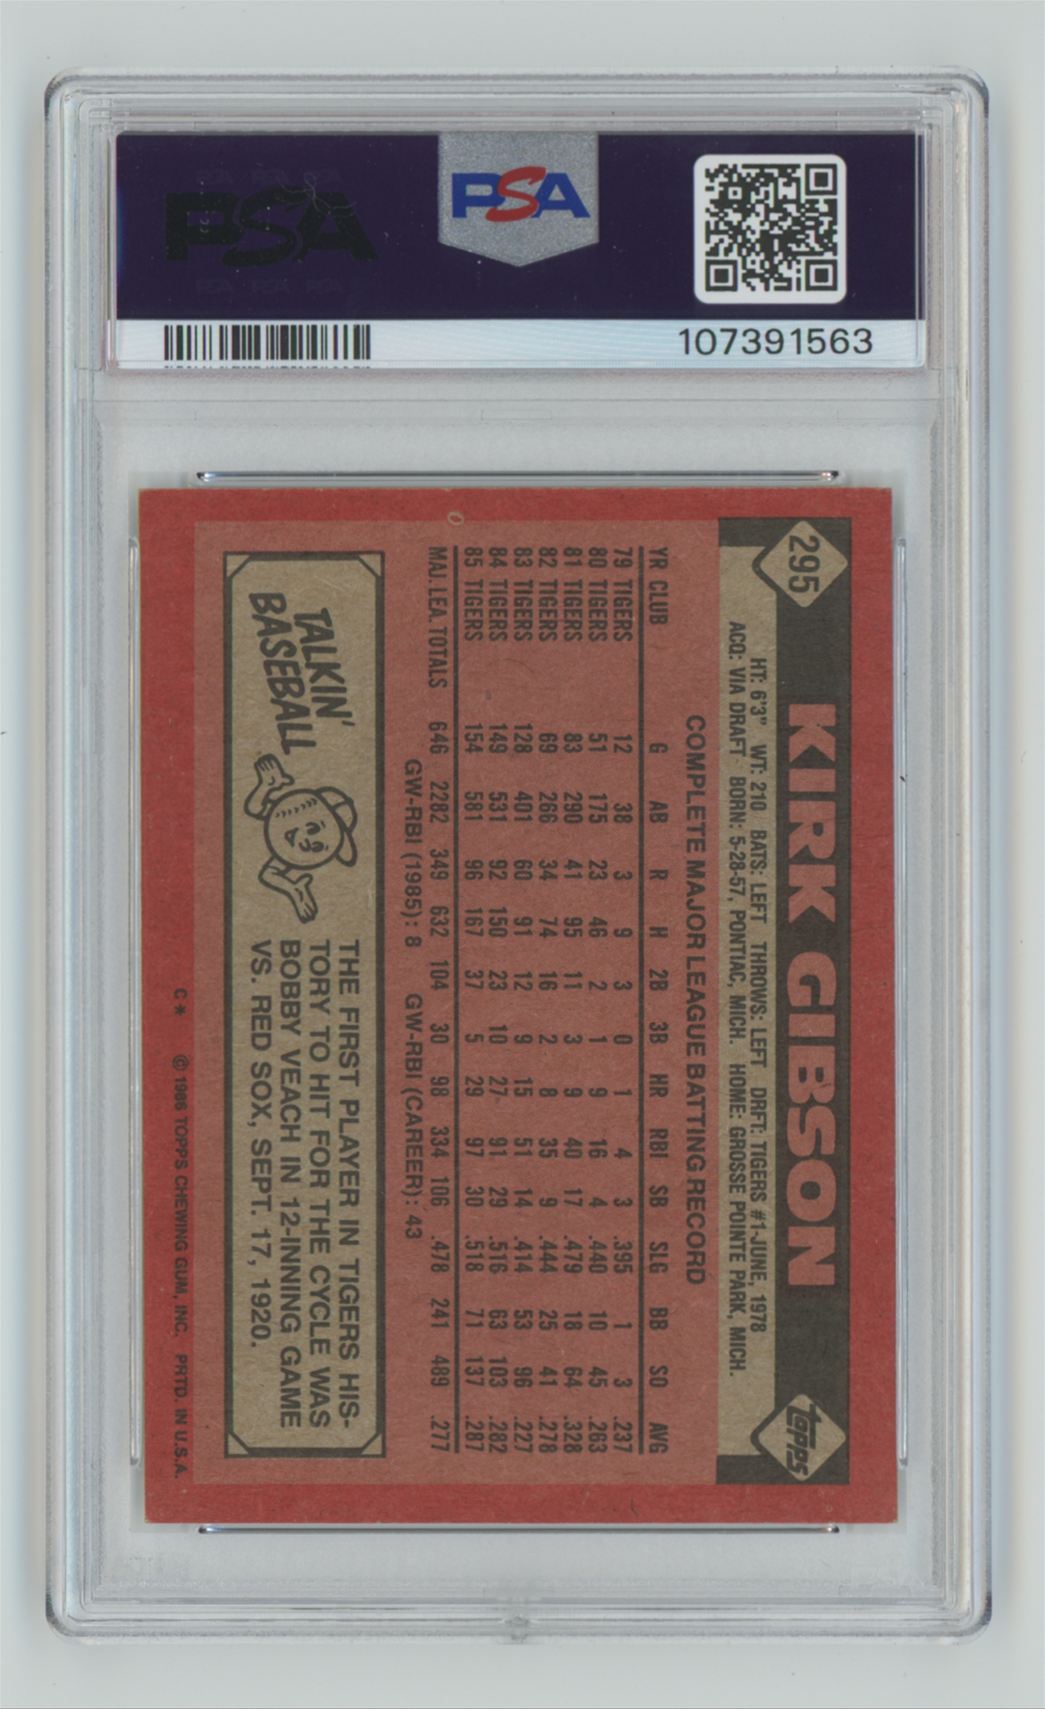 PSA
PSA
107391563
295
KIRK GIBSON
HT: 6'3" WT: 210 BATS: LEFT THROWS: LEFT DRFT: TIGERS #1-JUNE, 1978
ACQ: VIA DRAFT BORN: 5-28-57, PONTIAC, MICH. HOME: GROSSE POINTE PARK, MICH.
topps
COMPLETE MAJOR LEAGUE BATTING RECORD
YR CLUB G AB R H 2B 3B HR RBI SB SLG BB SO AVG
79 TIGERS 12 38 3 9 3 0 1 4 3 .395 1 3 .237
80 TIGERS 51 175 23 46 2 1 9 16 4 .440 10 45 .263
81 TIGERS 83 290 41 95 11 3 9 40 17 .479 18 64 .328
82 TIGERS 69 266 34 74 16 2 8 35 9 .444 25 41 .278
83 TIGERS 128 401 60 91 12 9 15 51 14 .414 53 96 .227
84 TIGERS 149 531 92 150 23 10 27 91 29 .516 63 103 .282
85 TIGERS 154 581 96 167 37 5 29 97 30 .518 71 137 .287
MAJ. LEA. TOTALS 646 2282 349 632 104 30 98 334 106 .478 241 489 .277
GW-RBI (1985): 8 GW-RBI (CAREER): 43
TALKIN'
BASEBALL
THE FIRST PLAYER IN TIGERS HIS-
TORY TO HIT FOR THE CYCLE WAS
BOBBY VEACH IN 12-INNING GAME
VS. RED SOX, SEPT. 17, 1920.
C* © 1986 TOPPS CHEWING GUM, INC. PRTD. IN U.S.A.